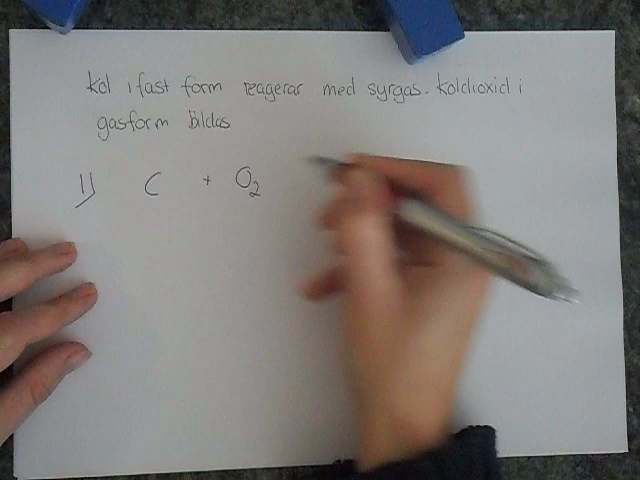 kol i fast form reagerar med syrgas. koldioxid i
gasform bildas
1) C + O₂